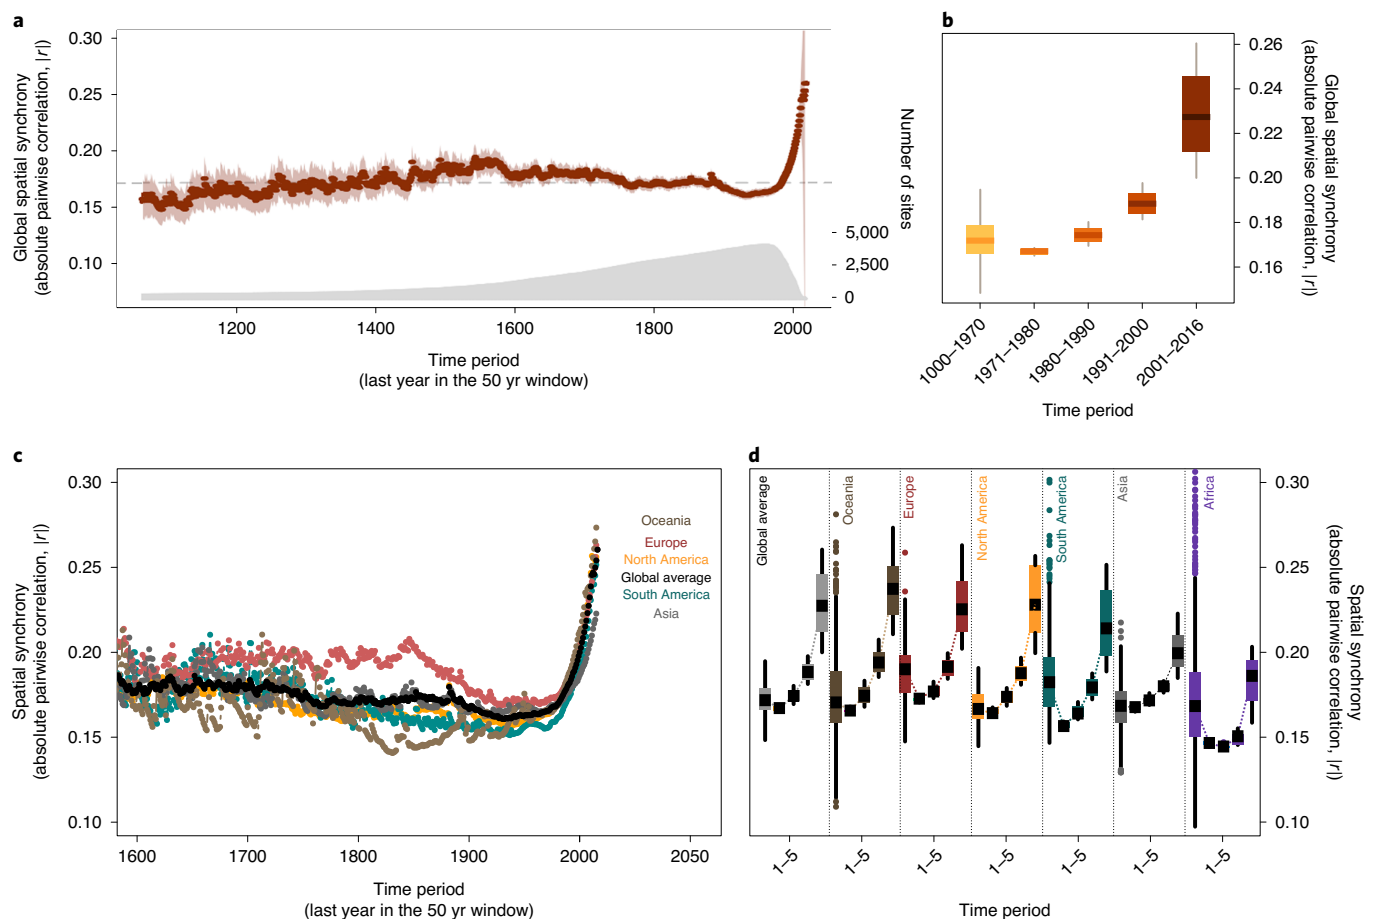 a
Global spatial synchrony
(absolute pairwise correlation, |r|)
0.30
0.25
0.20
0.15
0.10
5,000
2,500
0
Number of sites
1200
1400
1600
1800
2000
Time period
(last year in the 50 yr window)
b
0.26
0.24
0.22
0.20
0.18
0.16
Global spatial synchrony
(absolute pairwise correlation, |r|)
1000–1970
1971–1980
1980–1990
1991–2000
2001–2016
Time period
c
Spatial synchrony
(absolute pairwise correlation, |r|)
0.30
0.25
0.20
0.15
0.10
Oceania
Europe
North America
Global average
South America
Asia
1600
1700
1800
1900
2000
2050
Time period
(last year in the 50 yr window)
d
Global average
Oceania
Europe
North America
South America
Asia
Africa
0.30
0.25
0.20
0.15
0.10
Spatial synchrony
(absolute pairwise correlation, |r|)
1–5
1–5
1–5
1–5
1–5
1–5
1–5
Time period